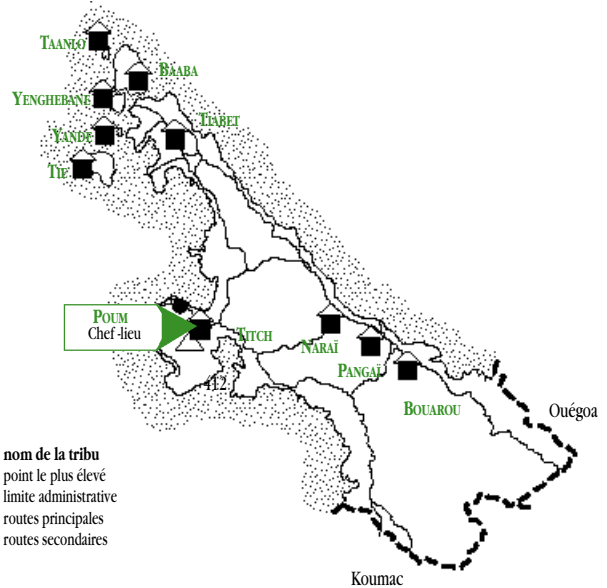 TAANLO
BAABA
YENGHEBANE
TIABET
YANDE
TIE
POUM
Chef -lieu
TITCH
NARAÏ
PANGAÏ
412
BOUAROU
Ouégoa
nom de la tribu
point le plus élevé
limite administrative
routes principales
routes secondaires
Koumac